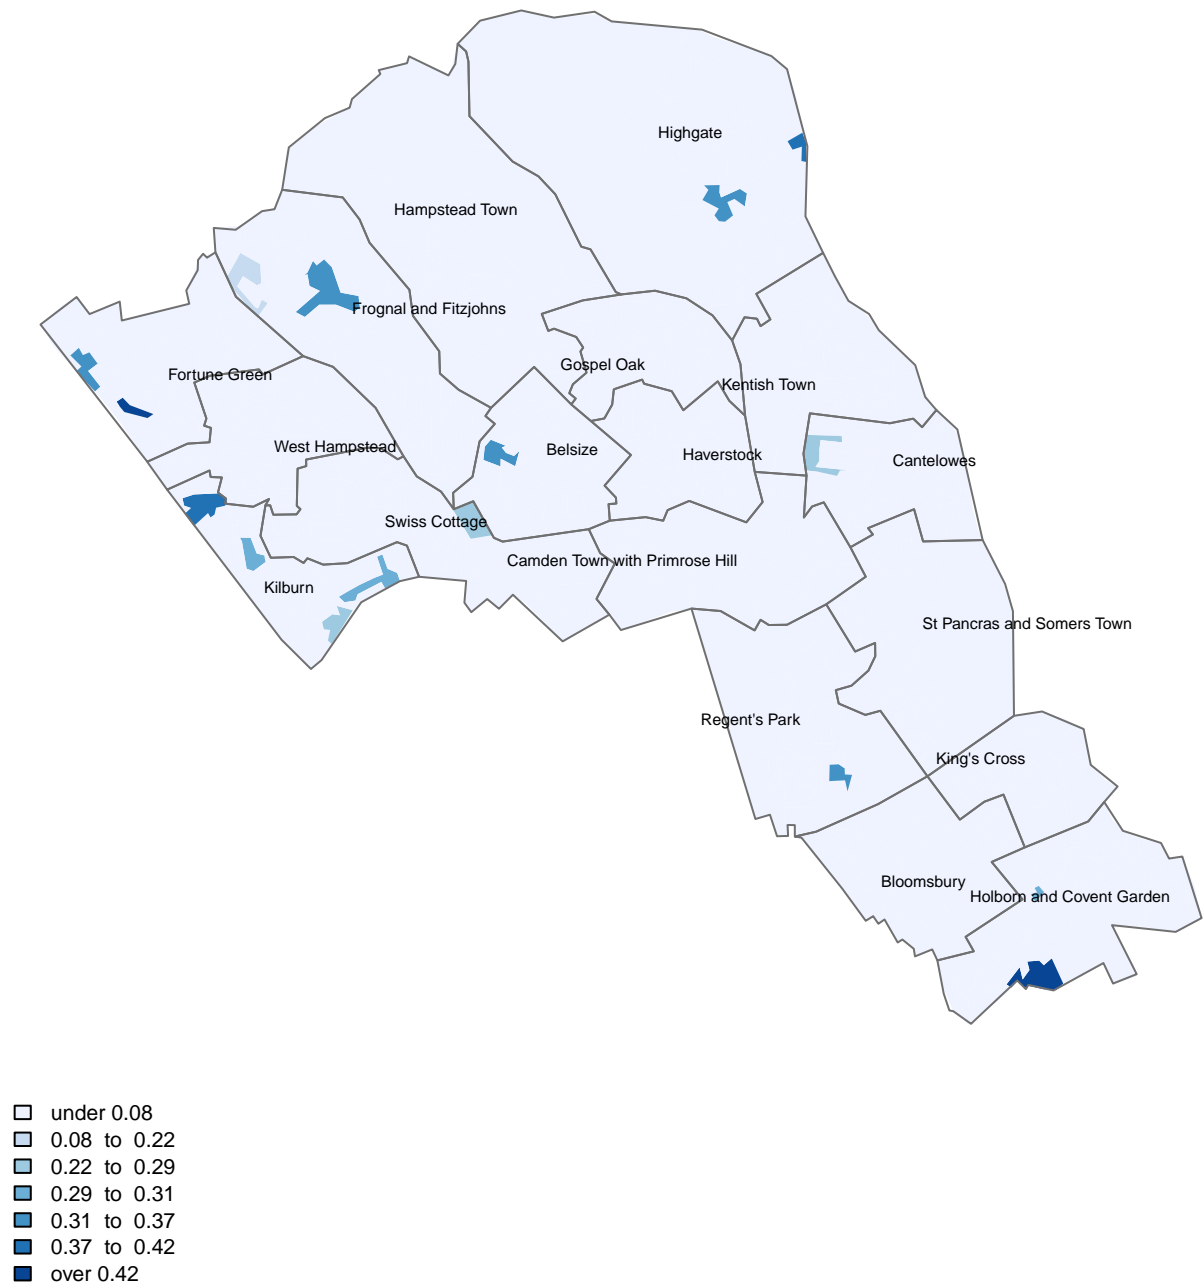 Highgate
Hampstead Town
Frognal and Fitzjohns
Gospel Oak
Fortune Green
Kentish Town
West Hampstead
Belsize
Haverstock
Cantelowes
Swiss Cottage
Camden Town with Primrose Hill
Kilburn
St Pancras and Somers Town
Regent's Park
King's Cross
Bloomsbury
Holborn and Covent Garden
under 0.08
0.08 to 0.22
0.22 to 0.29
0.29 to 0.31
0.31 to 0.37
0.37 to 0.42
over 0.42